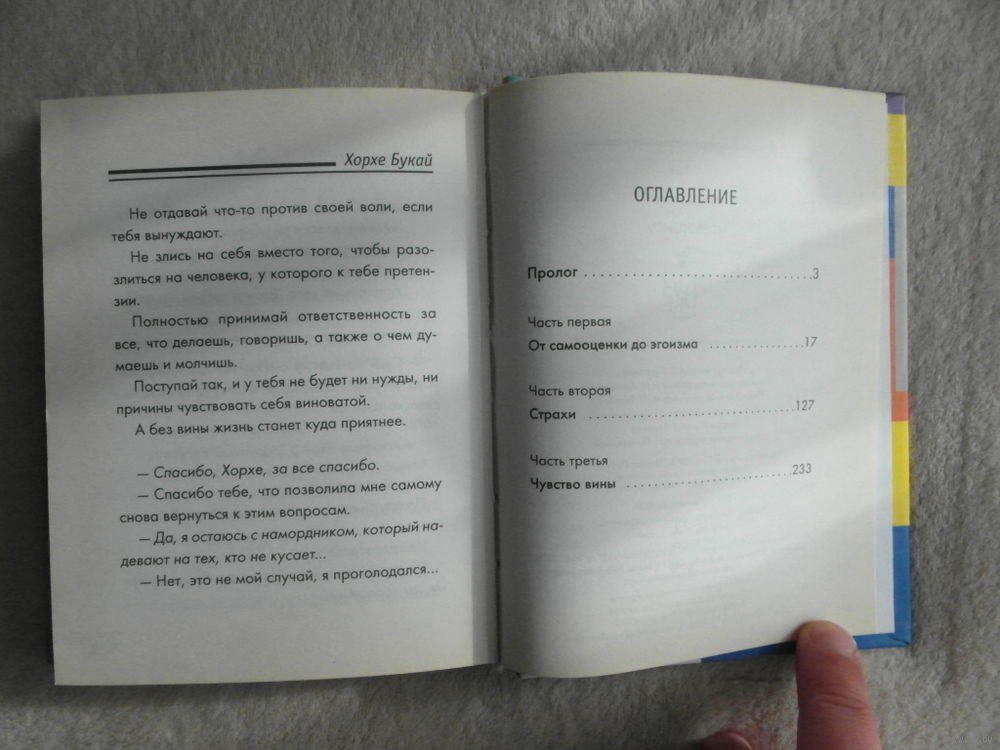 Хорхе Букай
Не отдавай что-то против своей воли, если
тебя вынуждают.
Не злись на себя вместо того, чтобы разо-
злиться на человека, у которого к тебе претен-
зии.
Полностью принимай ответственность за
все, что делаешь, говоришь, а также о чем ду-
маешь и молчишь.
Поступай так, и у тебя не будет ни нужды, ни
причины чувствовать себя виноватой.
А без вины жизнь станет куда приятнее.
— Спасибо, Хорхе, за все спасибо.
— Спасибо тебе, что позволила мне самому
снова вернуться к этим вопросам.
— Да, я остаюсь с намордником, который на-
девают на тех, кто не кусает...
— Нет, это не мой случай, я проголодался...
ОГЛАВЛЕНИЕ
Пролог . . . . . . . . . . . . . . . . . . . . . . . . . . . . . 3
Часть первая
От самооценки до эгоизма . . . . . . . . . . . . . . 17
Часть вторая
Страхи . . . . . . . . . . . . . . . . . . . . . . . . . . . 127
Часть третья
Чувство вины . . . . . . . . . . . . . . . . . . . . . . . 233